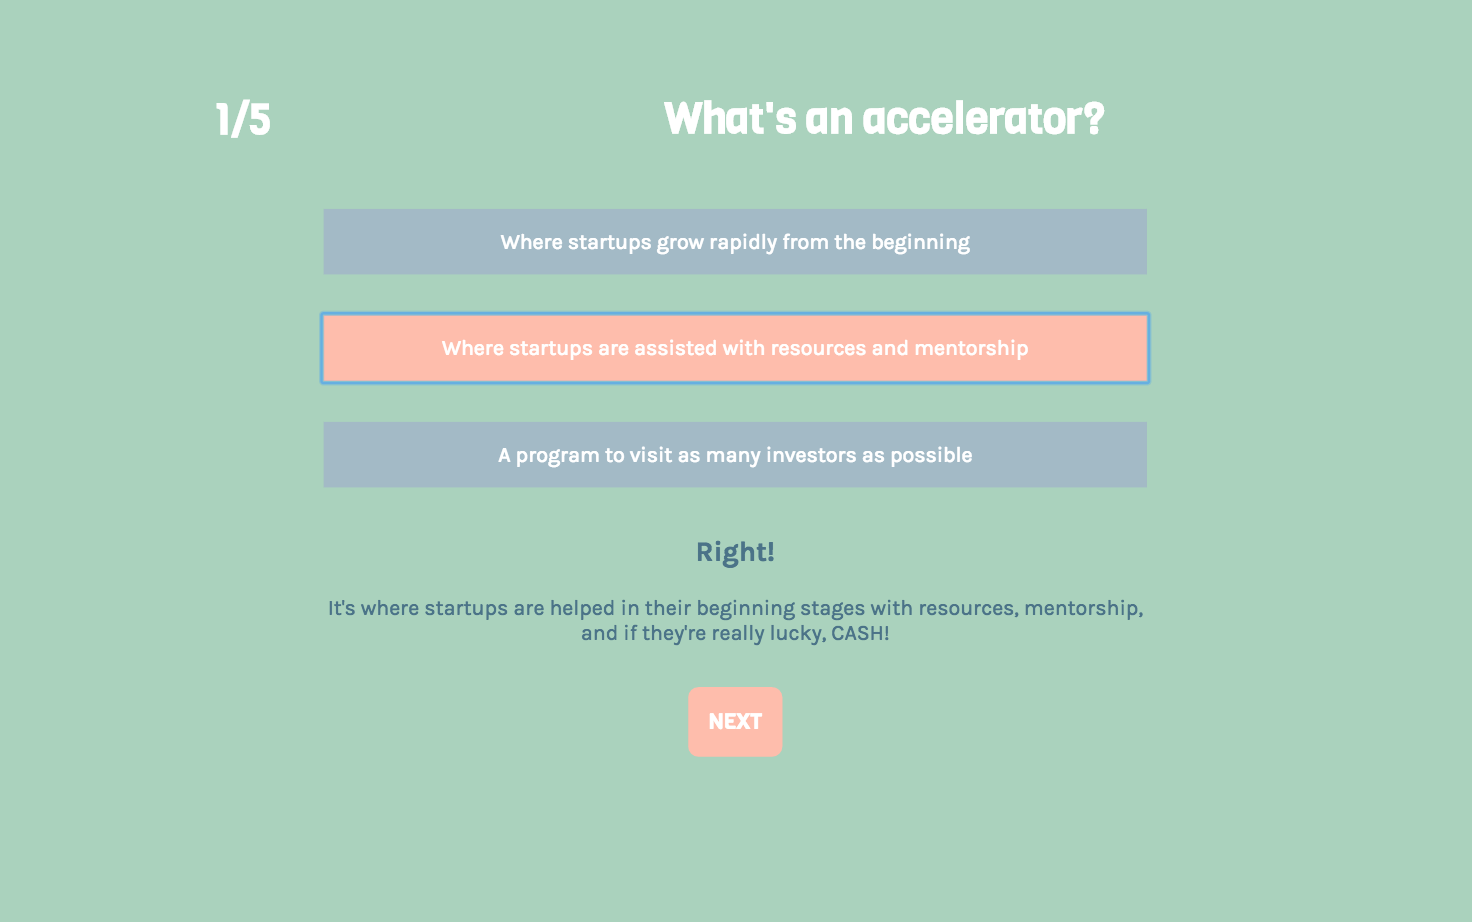 1/5
What's an accelerator?
Where startups grow rapidly from the beginning
Where startups are assisted with resources and mentorship
A program to visit as many investors as possible
Right!
It's where startups are helped in their beginning stages with resources, mentorship,
and if they're really lucky, CASH!
NEXT